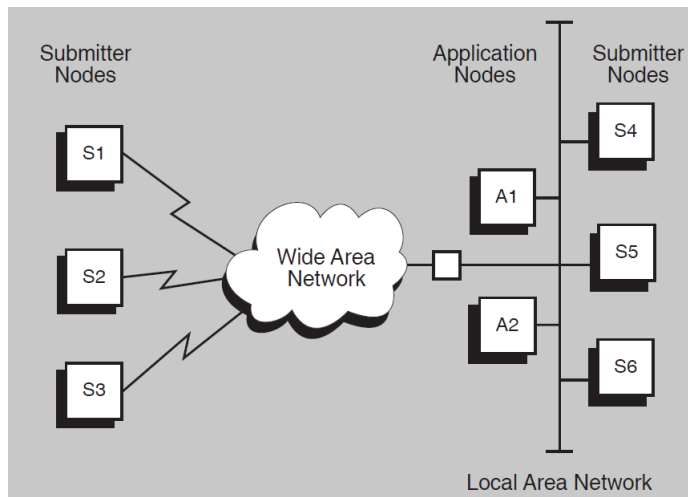 Submitter
Nodes
Application
Nodes
Submitter
Nodes
S1
S4
A1
Wide Area
Network
S2
S5
A2
S3
S6
Local Area Network